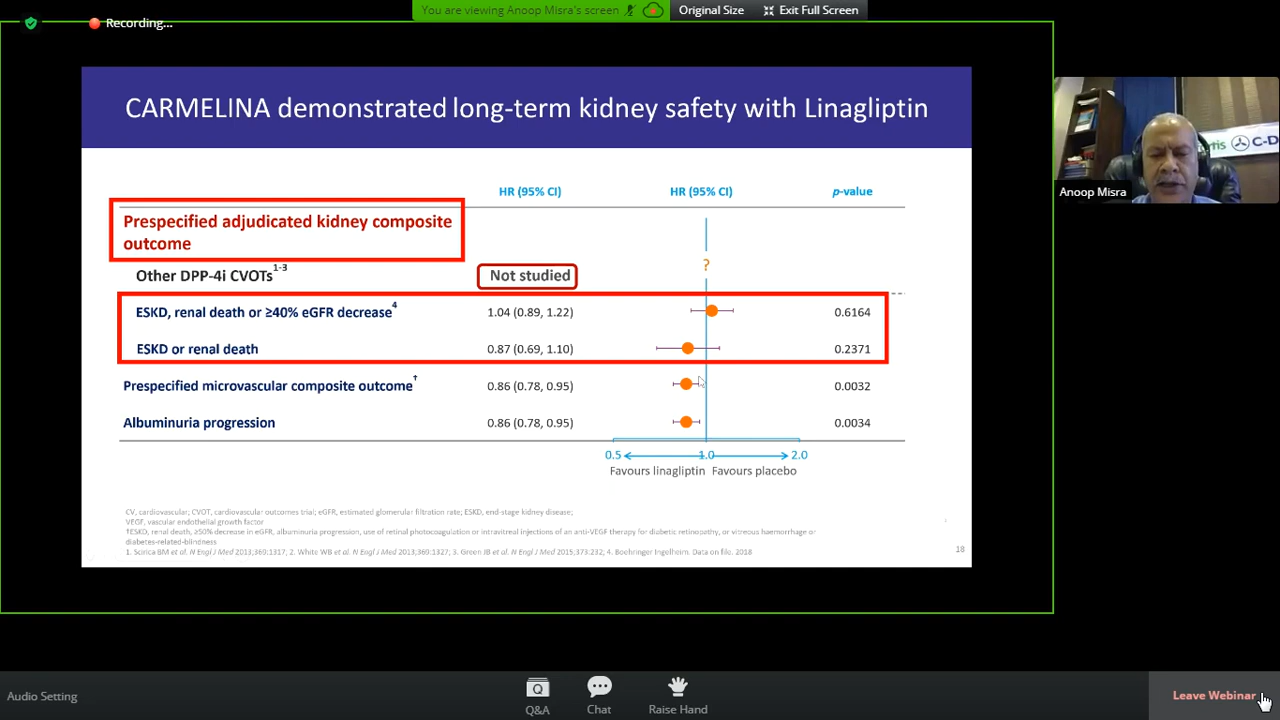 You are viewing Anoop Misra's screen
Original Size
Exit Full Screen
Recording...
CARMELINA demonstrated long-term kidney safety with Linagliptin
HR (95% CI) HR (95% CI) p-value
Prespecified adjudicated kidney composite
outcome
Other DPP-4i CVOTs1-3 Not studied ?
ESKD, renal death or ≥40% eGFR decrease4 1.04 (0.89, 1.22) 0.6164
ESKD or renal death 0.87 (0.69, 1.10) 0.2371
Prespecified microvascular composite outcome† 0.86 (0.78, 0.95) 0.0032
Albuminuria progression 0.86 (0.78, 0.95) 0.0034
0.5 1.0 2.0
Favours linagliptin Favours placebo
CV, cardiovascular; CVOT, cardiovascular outcomes trial; eGFR, estimated glomerular filtration rate; ESKD, end-stage kidney disease;
VEGF, vascular endothelial growth factor
†ESKD, renal death, ≥50% decrease in eGFR, albuminuria progression, use of retinal photocoagulation or intravitreal injections of an anti-VEGF therapy for diabetic retinopathy, or vitreous haemorrhage or
diabetes-related-blindness
1. Scirica BM et al. N Engl J Med 2013;369:1317, 2. White WB et al. N Engl J Med 2013;369:1327; 3. Green JB et al. N Engl J Med 2015;373:232; 4. Boehringer Ingelheim. Data on file. 2018
18
rtis C-D
Anoop Misra
Audio Setting
Q&A
Chat
Raise Hand
Leave Webinar